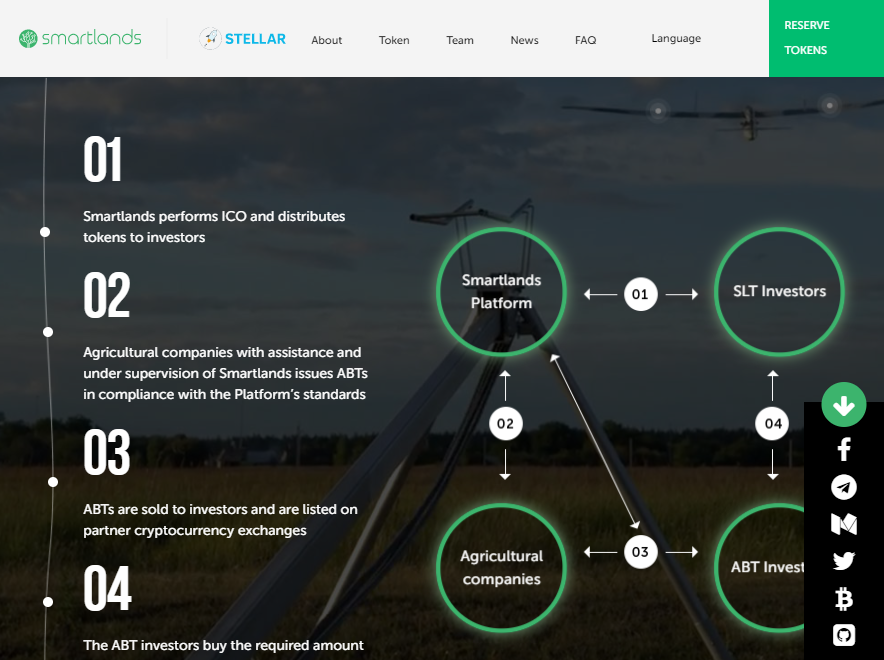 smartlands
STELLAR
About
Token
Team
News
FAQ
Language
RESERVE
TOKENS
01
Smartlands performs ICO and distributes
tokens to investors
02
Agricultural companies with assistance and
under supervision of Smartlands issues ABTs
in compliance with the Platform's standards
03
ABTs are sold to investors and are listed on
partner cryptocurrency exchanges
04
The ABT investors buy the required amount
Smartlands
Platform
01
SLT Investors
02
04
Agricultural
companies
03
ABT Invest